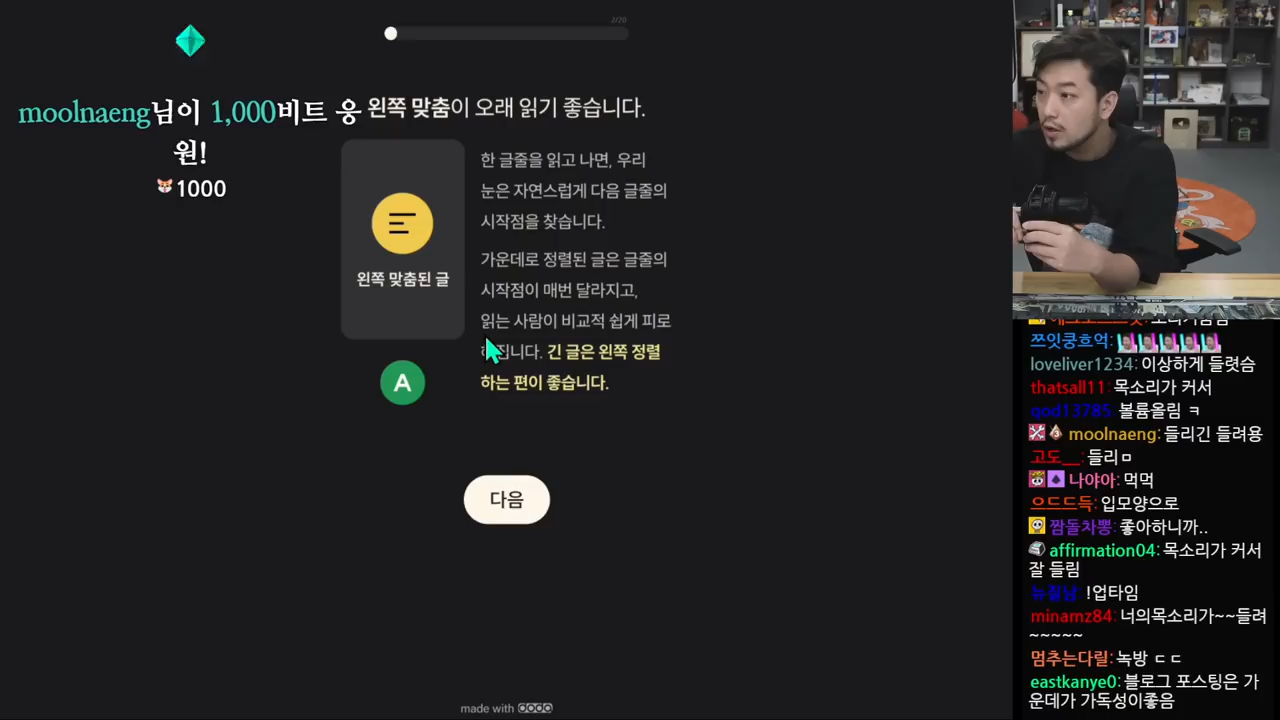 2/20
moolnaeng님이 1,000비트 응
원!
1000
왼쪽 맞춤이 오래 읽기 좋습니다.
왼쪽 맞춤된 글
A
한 글줄을 읽고 나면, 우리
눈은 자연스럽게 다음 글줄의
시작점을 찾습니다.
가운데로 정렬된 글은 글줄의
시작점이 매번 달라지고,
읽는 사람이 비교적 쉽게 피로
집니다. 긴 글은 왼쪽 정렬
하는 편이 좋습니다.
다음
made with
쯔잇쿵흐억:
loveliver1234: 이상하게 들렷슴
thatsall11: 목소리가 커서
god13785: 볼륨올림 ㅋ
moolnaeng: 들리긴 들려용
고도__: 들리ㅁ
나야아: 먹먹
으드드득: 입모양으로
짬돌차뽕: 좋아하니까..
affirmation04: 목소리가 커서
잘 들림
뉴질남: !업타임
minamz84: 너의목소리가~~들려
~~~~~
멈추는다릴: 녹방 ㄷㄷ
eastkanye0: 블로그 포스팅은 가
운데가 가독성이좋음